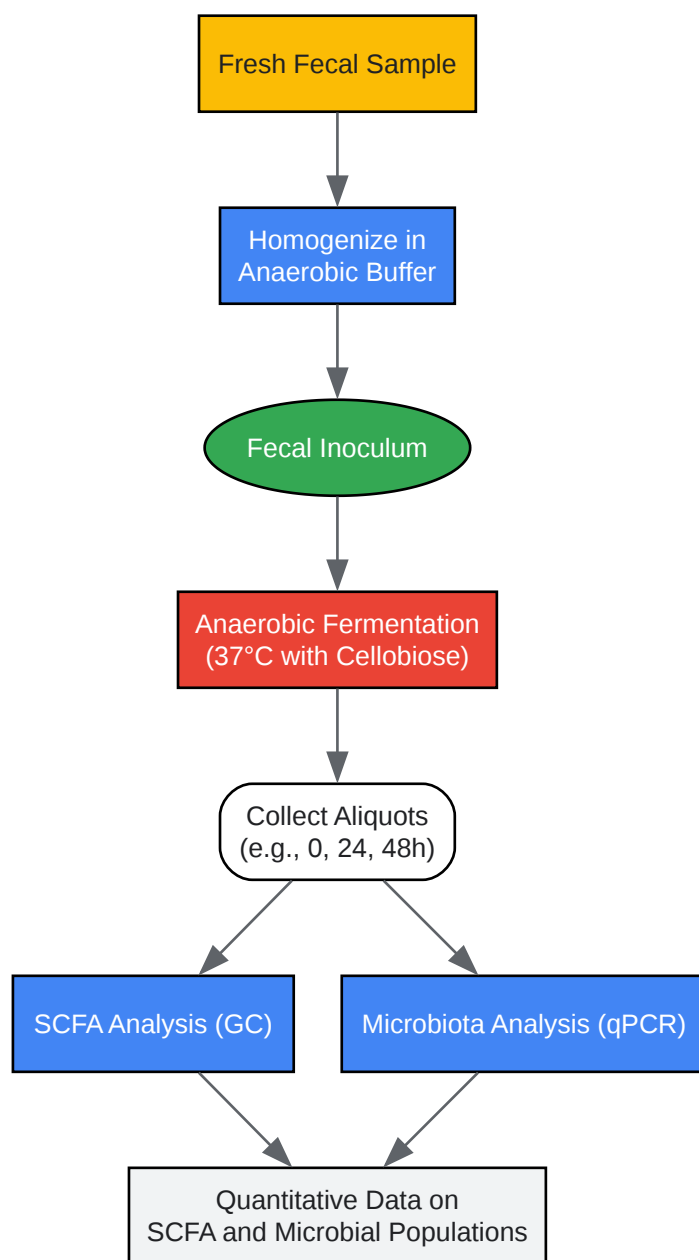 Fresh Fecal Sample
Homogenize in
Anaerobic Buffer
Fecal Inoculum
Anaerobic Fermentation
(37°C with Cellobiose)
Collect Aliquots
(e.g., 0, 24, 48h)
SCFA Analysis (GC)
Microbiota Analysis (qPCR)
Quantitative Data on
SCFA and Microbial Populations